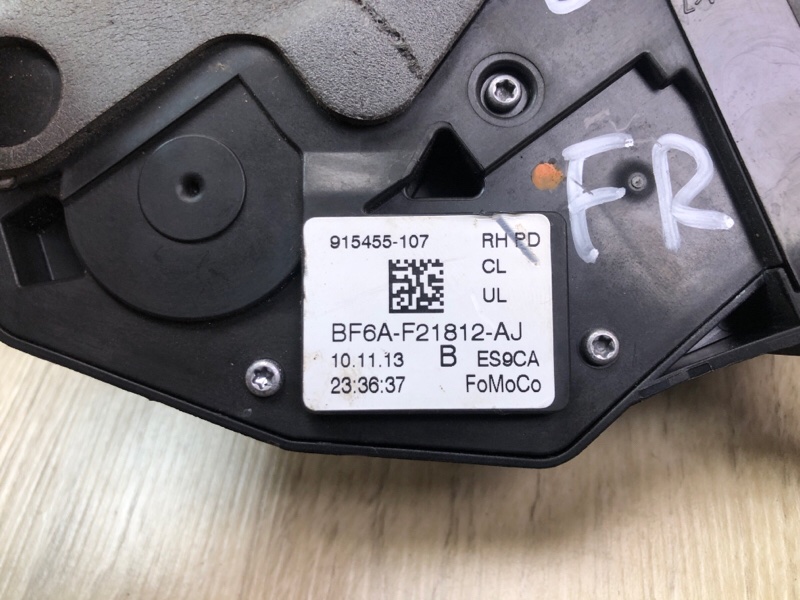 FR
915455-107 RH PD
CL
UL
BF6A-F21812-AJ
10.11.13 B ES9CA
23:36:37 FoMoCo